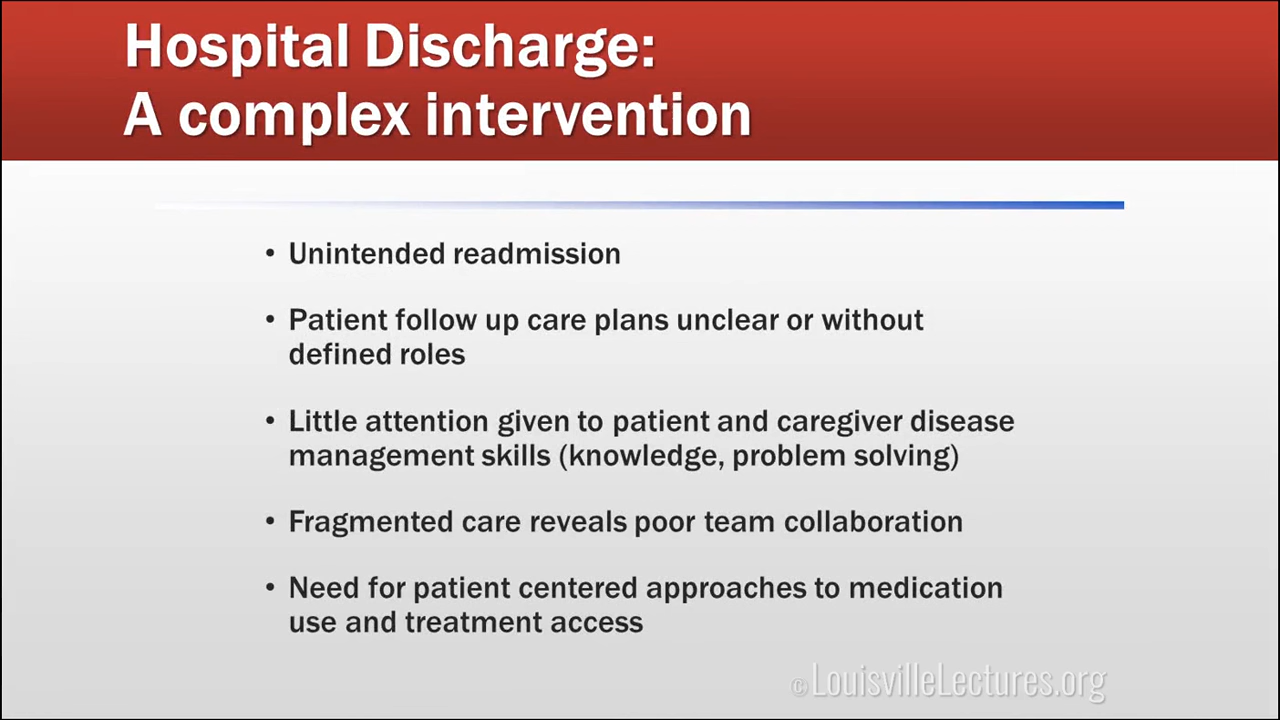 Hospital Discharge:
A complex intervention
• Unintended readmission
• Patient follow up care plans unclear or without
defined roles
• Little attention given to patient and caregiver disease
management skills (knowledge, problem solving)
• Fragmented care reveals poor team collaboration
• Need for patient centered approaches to medication
use and treatment access
© LouisvilleLectures.org